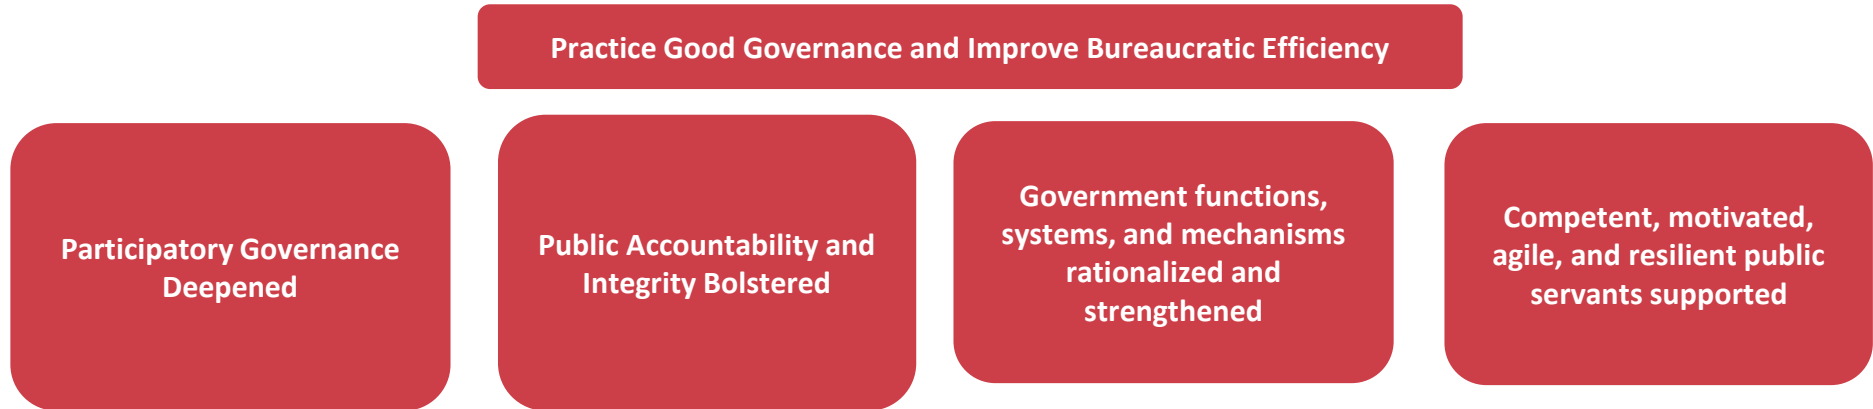 Practice Good Governance and Improve Bureaucratic Efficiency
Participatory Governance
Deepened
Public Accountability and
Integrity Bolstered
Government functions,
systems, and mechanisms
rationalized and
strengthened
Competent, motivated,
agile, and resilient public
servants supported